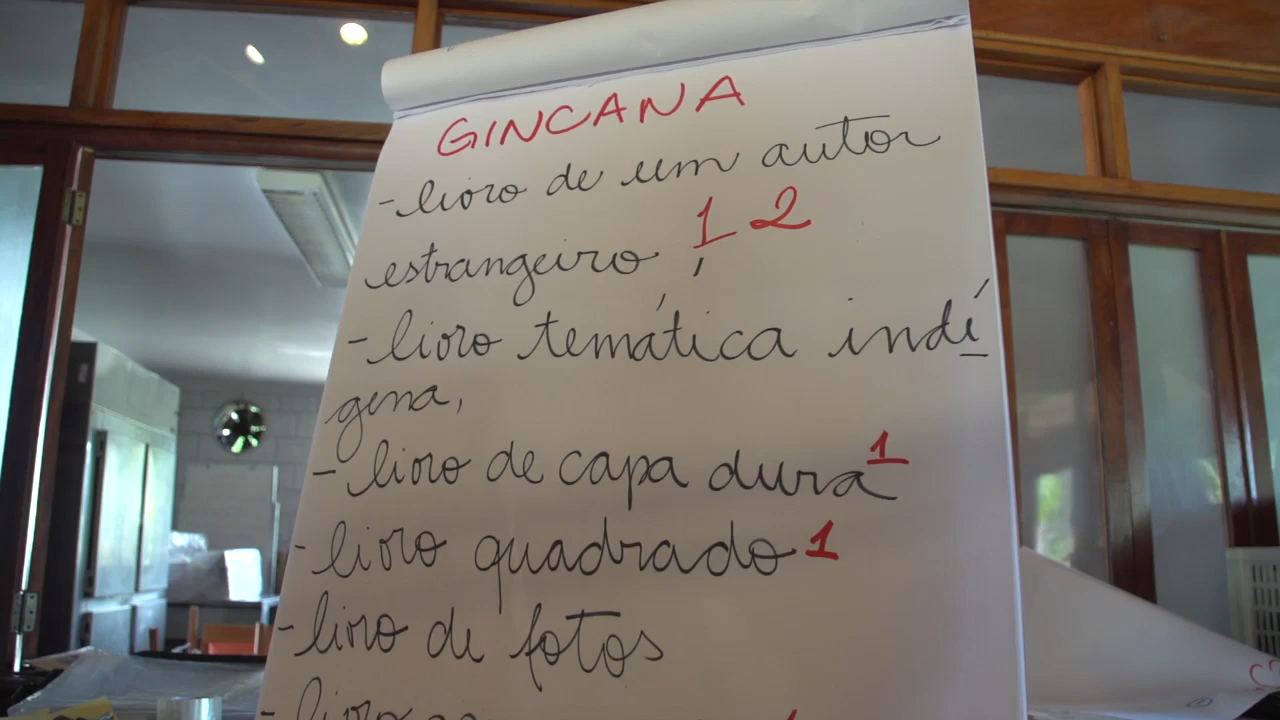 GINCANA
- livro de um autor
estrangeiro, 1 2
- livro temática indí
gena,
- livro de capa dura 1
- livro quadrado 1
- livro de fotos
- livro